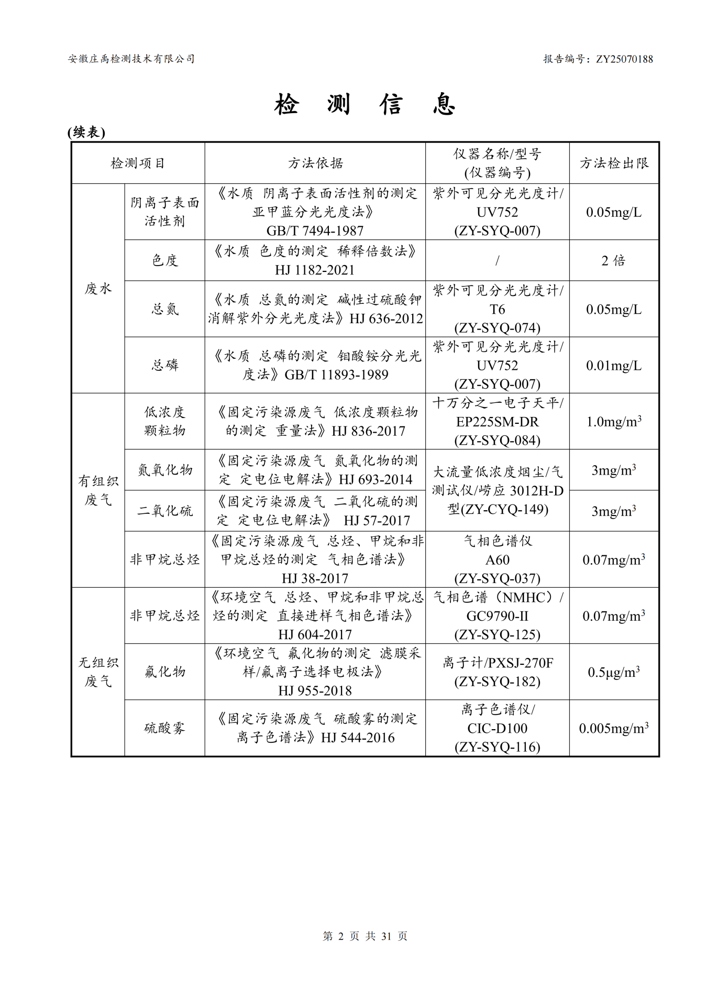 安徽庄禹检测技术有限公司
报告编号：ZY25070188
检 测 信 息
(续表)
检测项目
方法依据
仪器名称/型号
(仪器编号)
方法检出限
废水
阴离子表面
活性剂
《水质 阴离子表面活性剂的测定
亚甲蓝分光光度法》
GB/T 7494-1987
紫外可见分光光度计/
UV752
(ZY-SYQ-007)
0.05mg/L
色度
《水质 色度的测定 稀释倍数法》
HJ 1182-2021
/
2 倍
总氮
《水质 总氮的测定 碱性过硫酸钾
消解紫外分光光度法》HJ 636-2012
紫外可见分光光度计/
T6
(ZY-SYQ-074)
0.05mg/L
总磷
《水质 总磷的测定 钼酸铵分光光
度法》GB/T 11893-1989
紫外可见分光光度计/
UV752
(ZY-SYQ-007)
0.01mg/L
有组织
废气
低浓度
颗粒物
《固定污染源废气 低浓度颗粒物
的测定 重量法》HJ 836-2017
十万分之一电子天平/
EP225SM-DR
(ZY-SYQ-084)
1.0mg/m³
氮氧化物
《固定污染源废气 氮氧化物的测
定 定电位电解法》HJ 693-2014
大流量低浓度烟尘/气
测试仪/崂应 3012H-D
型(ZY-CYQ-149)
3mg/m³
二氧化硫
《固定污染源废气 二氧化硫的测
定 定电位电解法》 HJ 57-2017
3mg/m³
非甲烷总烃
《固定污染源废气 总烃、甲烷和非
甲烷总烃的测定 气相色谱法》
HJ 38-2017
气相色谱仪
A60
(ZY-SYQ-037)
0.07mg/m³
无组织
废气
非甲烷总烃
《环境空气 总烃、甲烷和非甲烷总
烃的测定 直接进样气相色谱法》
HJ 604-2017
气相色谱（NMHC）/
GC9790-II
(ZY-SYQ-125)
0.07mg/m³
氟化物
《环境空气 氟化物的测定 滤膜采
样/氟离子选择电极法》
HJ 955-2018
离子计/PXSJ-270F
(ZY-SYQ-182)
0.5μg/m³
硫酸雾
《固定污染源废气 硫酸雾的测定
离子色谱法》HJ 544-2016
离子色谱仪/
CIC-D100
(ZY-SYQ-116)
0.005mg/m³
第 2 页 共 31 页